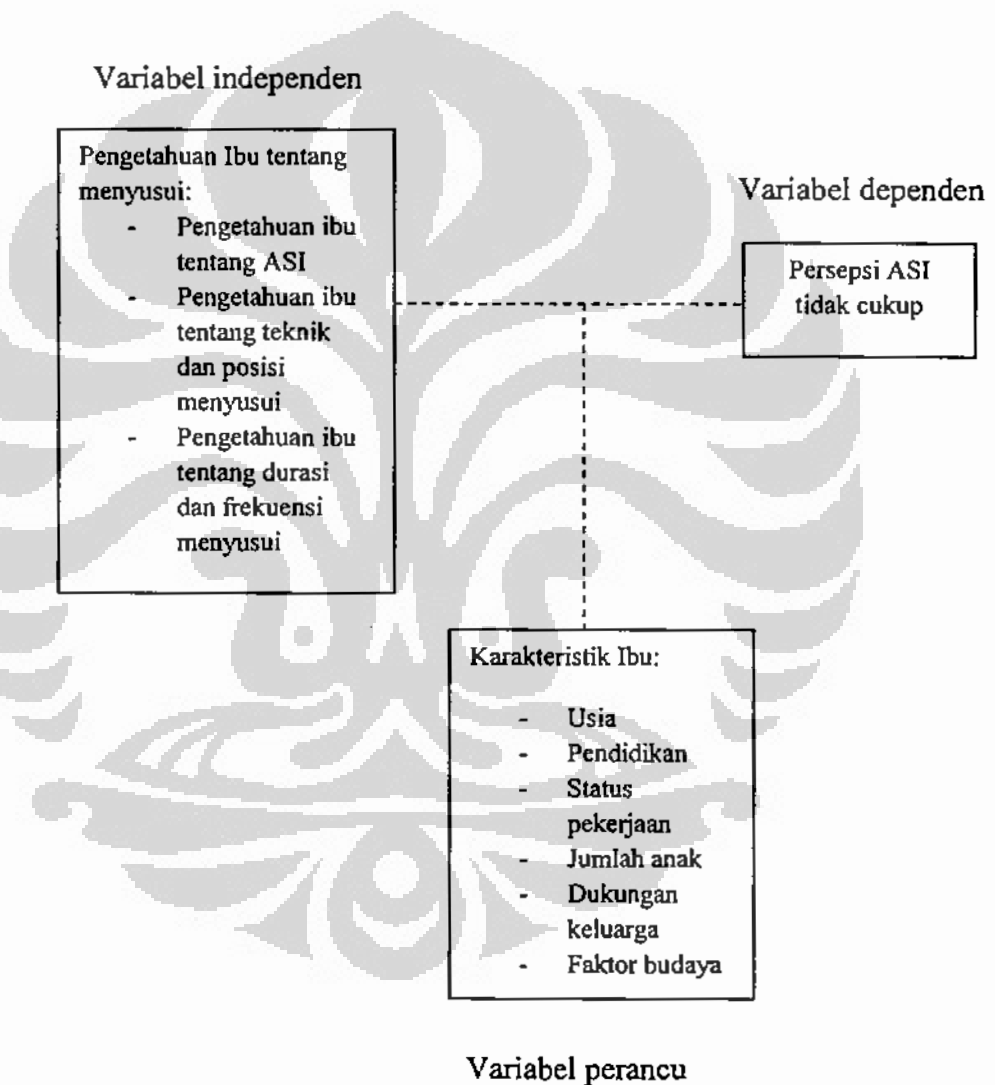 Variabel independen
Pengetahuan Ibu tentang
menyusui:
- Pengetahuan ibu
tentang ASI
- Pengetahuan ibu
tentang teknik
dan posisi
menyusui
- Pengetahuan ibu
tentang durasi
dan frekuensi
menyusui
Variabel dependen
Persepsi ASI
tidak cukup
Karakteristik Ibu:
- Usia
- Pendidikan
- Status
pekerjaan
- Jumlah anak
- Dukungan
keluarga
- Faktor budaya
Variabel perancu